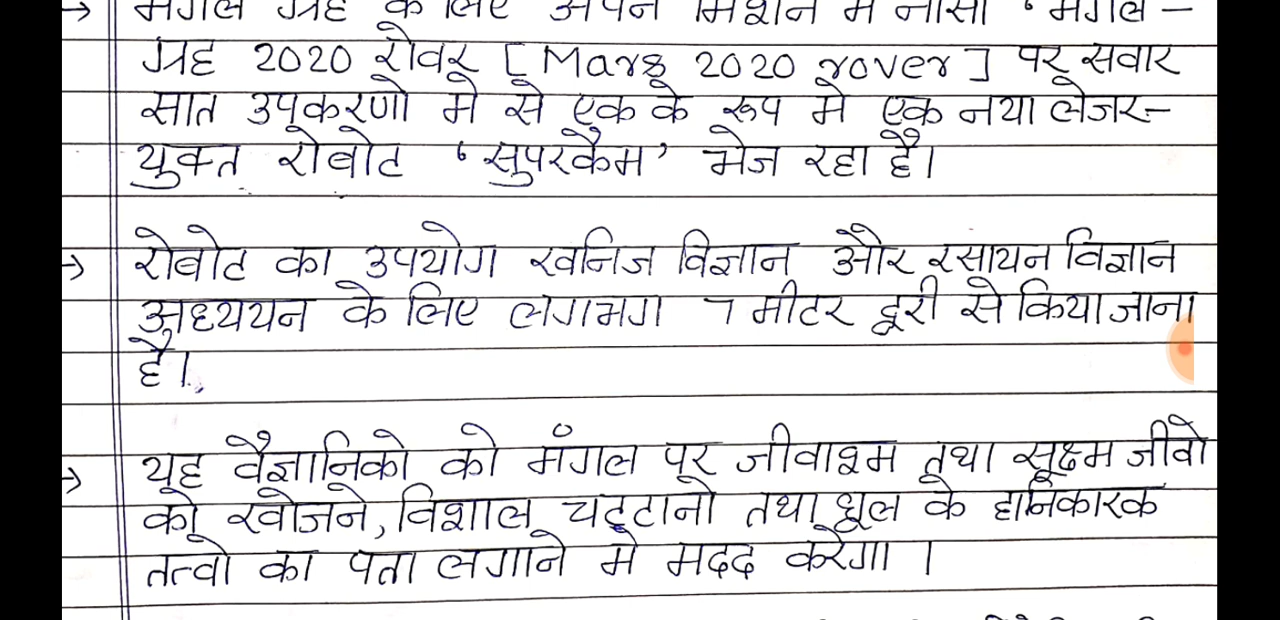 → मंगल ग्रह के लिए अपने मिशन में नासा ' मंगल –
ग्रह 2020 रोवर [Mars 2020 rover] पर सवार
सात उपकरणो मे से एक के रूप मे एक नया लेजर-
युक्त रोबोट 'सुपरकैम' भेज रहा है।
→ रोबोट का उपयोग खनिज विज्ञान और रसायन विज्ञान
अध्ययन के लिए लगभग 7 मीटर दूरी से किया जाना
है।
→ यह वैज्ञानिको को मंगल पर जीवाश्म तथा सूक्ष्म जीवो
को खोजने, विशाल चट्टानो तथा धूल के हानिकारक
तत्वो का पता लगाने मे मदद करेगा ।